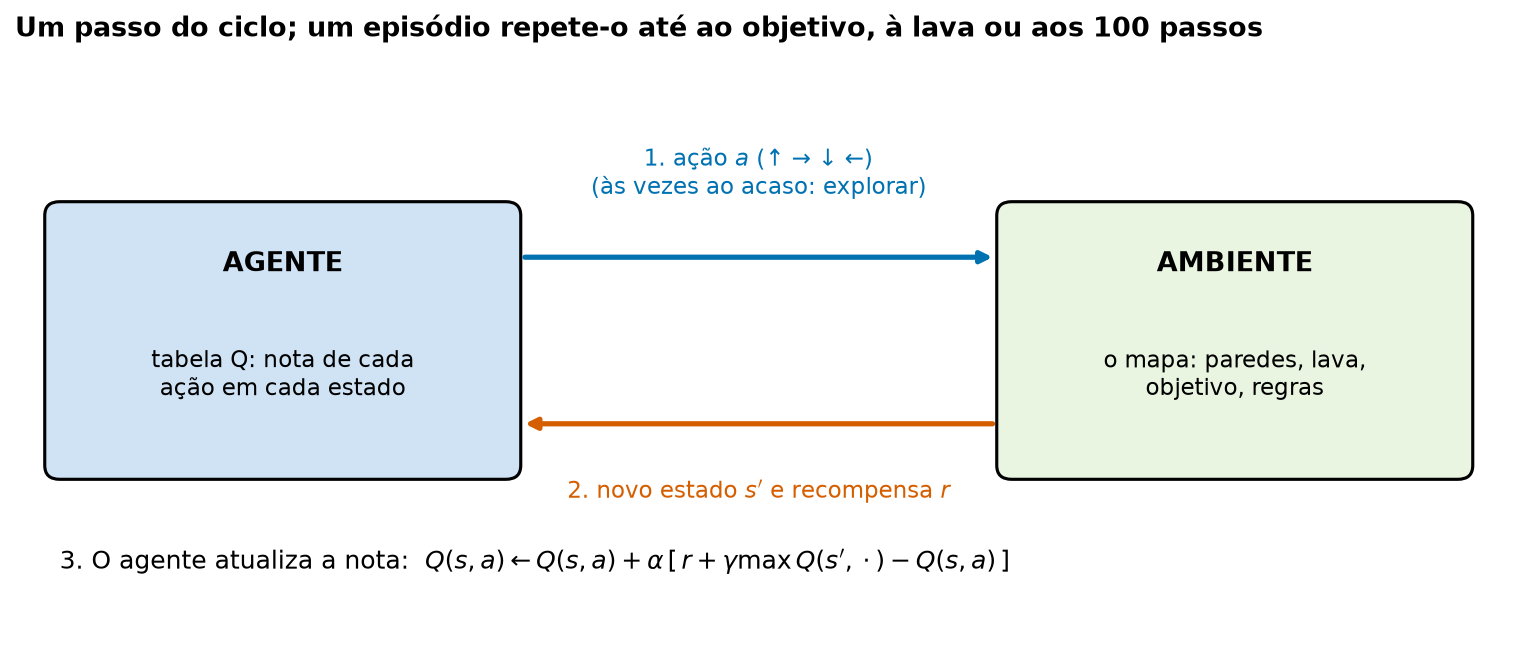 Um passo do ciclo; um episódio repete-o até ao objetivo, à lava ou aos 100 passos
1. ação a (↑ → ↓ ←)
(às vezes ao acaso: explorar)
AGENTE
tabela Q: nota de cada
ação em cada estado
AMBIENTE
o mapa: paredes, lava,
objetivo, regras
2. novo estado s′ e recompensa r
3. O agente atualiza a nota: Q(s, a) ← Q(s, a) + α [ r + γ max Q(s′, · ) − Q(s, a) ]